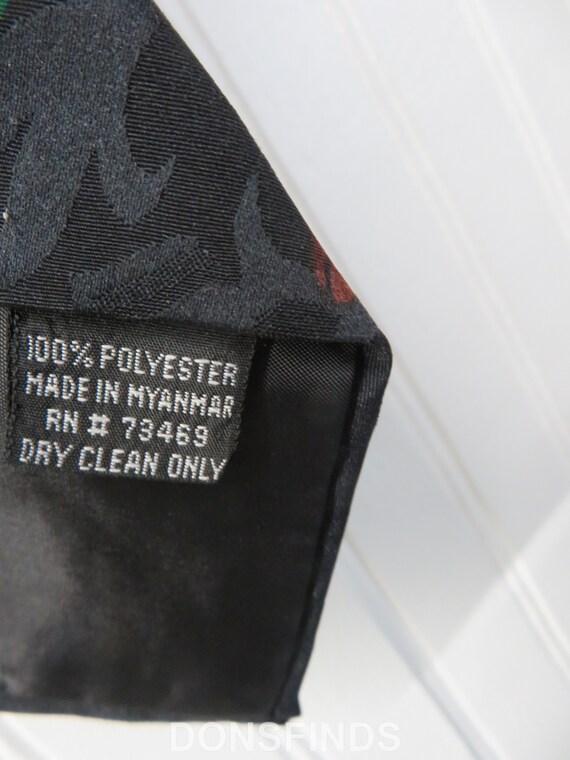 100% POLYESTER
MADE IN MYANMAR
RN # 73469
DRY CLEAN ONLY
DONSFINDS